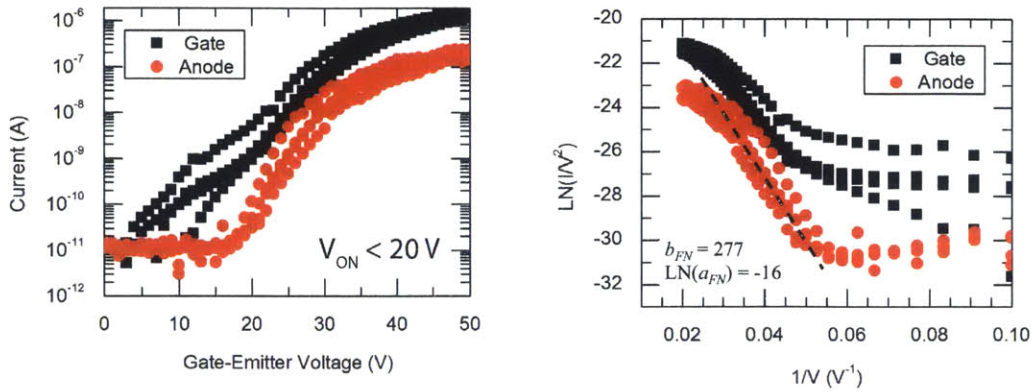 10⁻⁶
10⁻⁷
10⁻⁸
10⁻⁹
10⁻¹⁰
10⁻¹¹
10⁻¹²
Current (A)
Gate
Anode
V_ON < 20 V
0 10 20 30 40 50
Gate-Emitter Voltage (V)
-20
-22
-24
-26
-28
-30
-32
LN(I/V²)
Gate
Anode
b_FN = 277
LN(a_FN) = -16
0.02 0.04 0.06 0.08 0.10
1/V (V⁻¹)